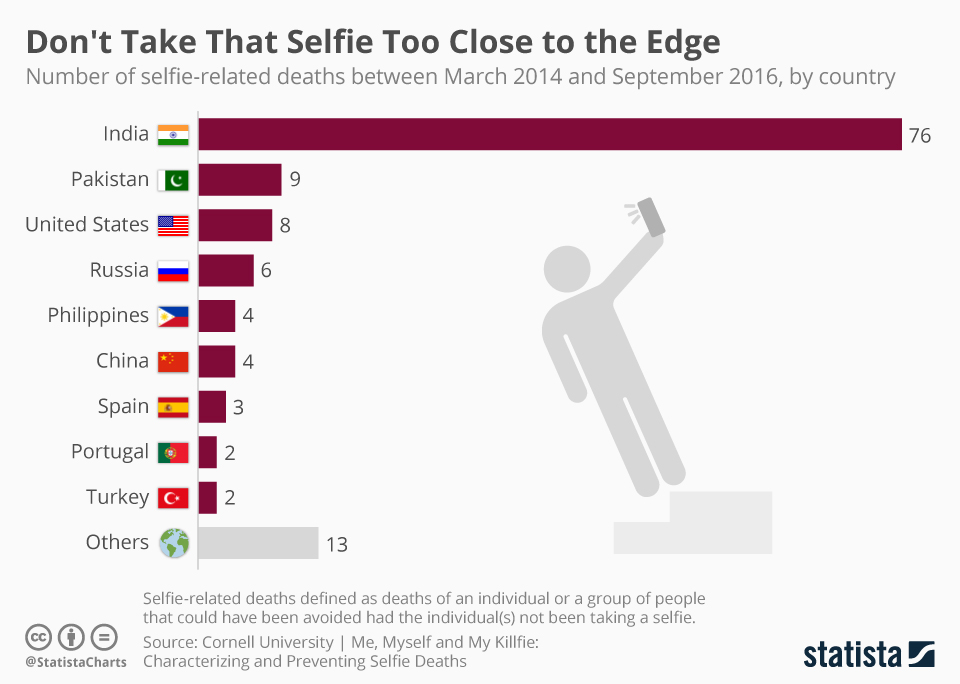 Don't Take That Selfie Too Close to the Edge
Number of selfie-related deaths between March 2014 and September 2016, by country
India 76
Pakistan 9
United States 8
Russia 6
Philippines 4
China 4
Spain 3
Portugal 2
Turkey 2
Others 13
Selfie-related deaths defined as deaths of an individual or a group of people
that could have been avoided had the individual(s) not been taking a selfie.
Source: Cornell University | Me, Myself and My Killfie:
Characterizing and Preventing Selfie Deaths
cc
@StatistaCharts
statista